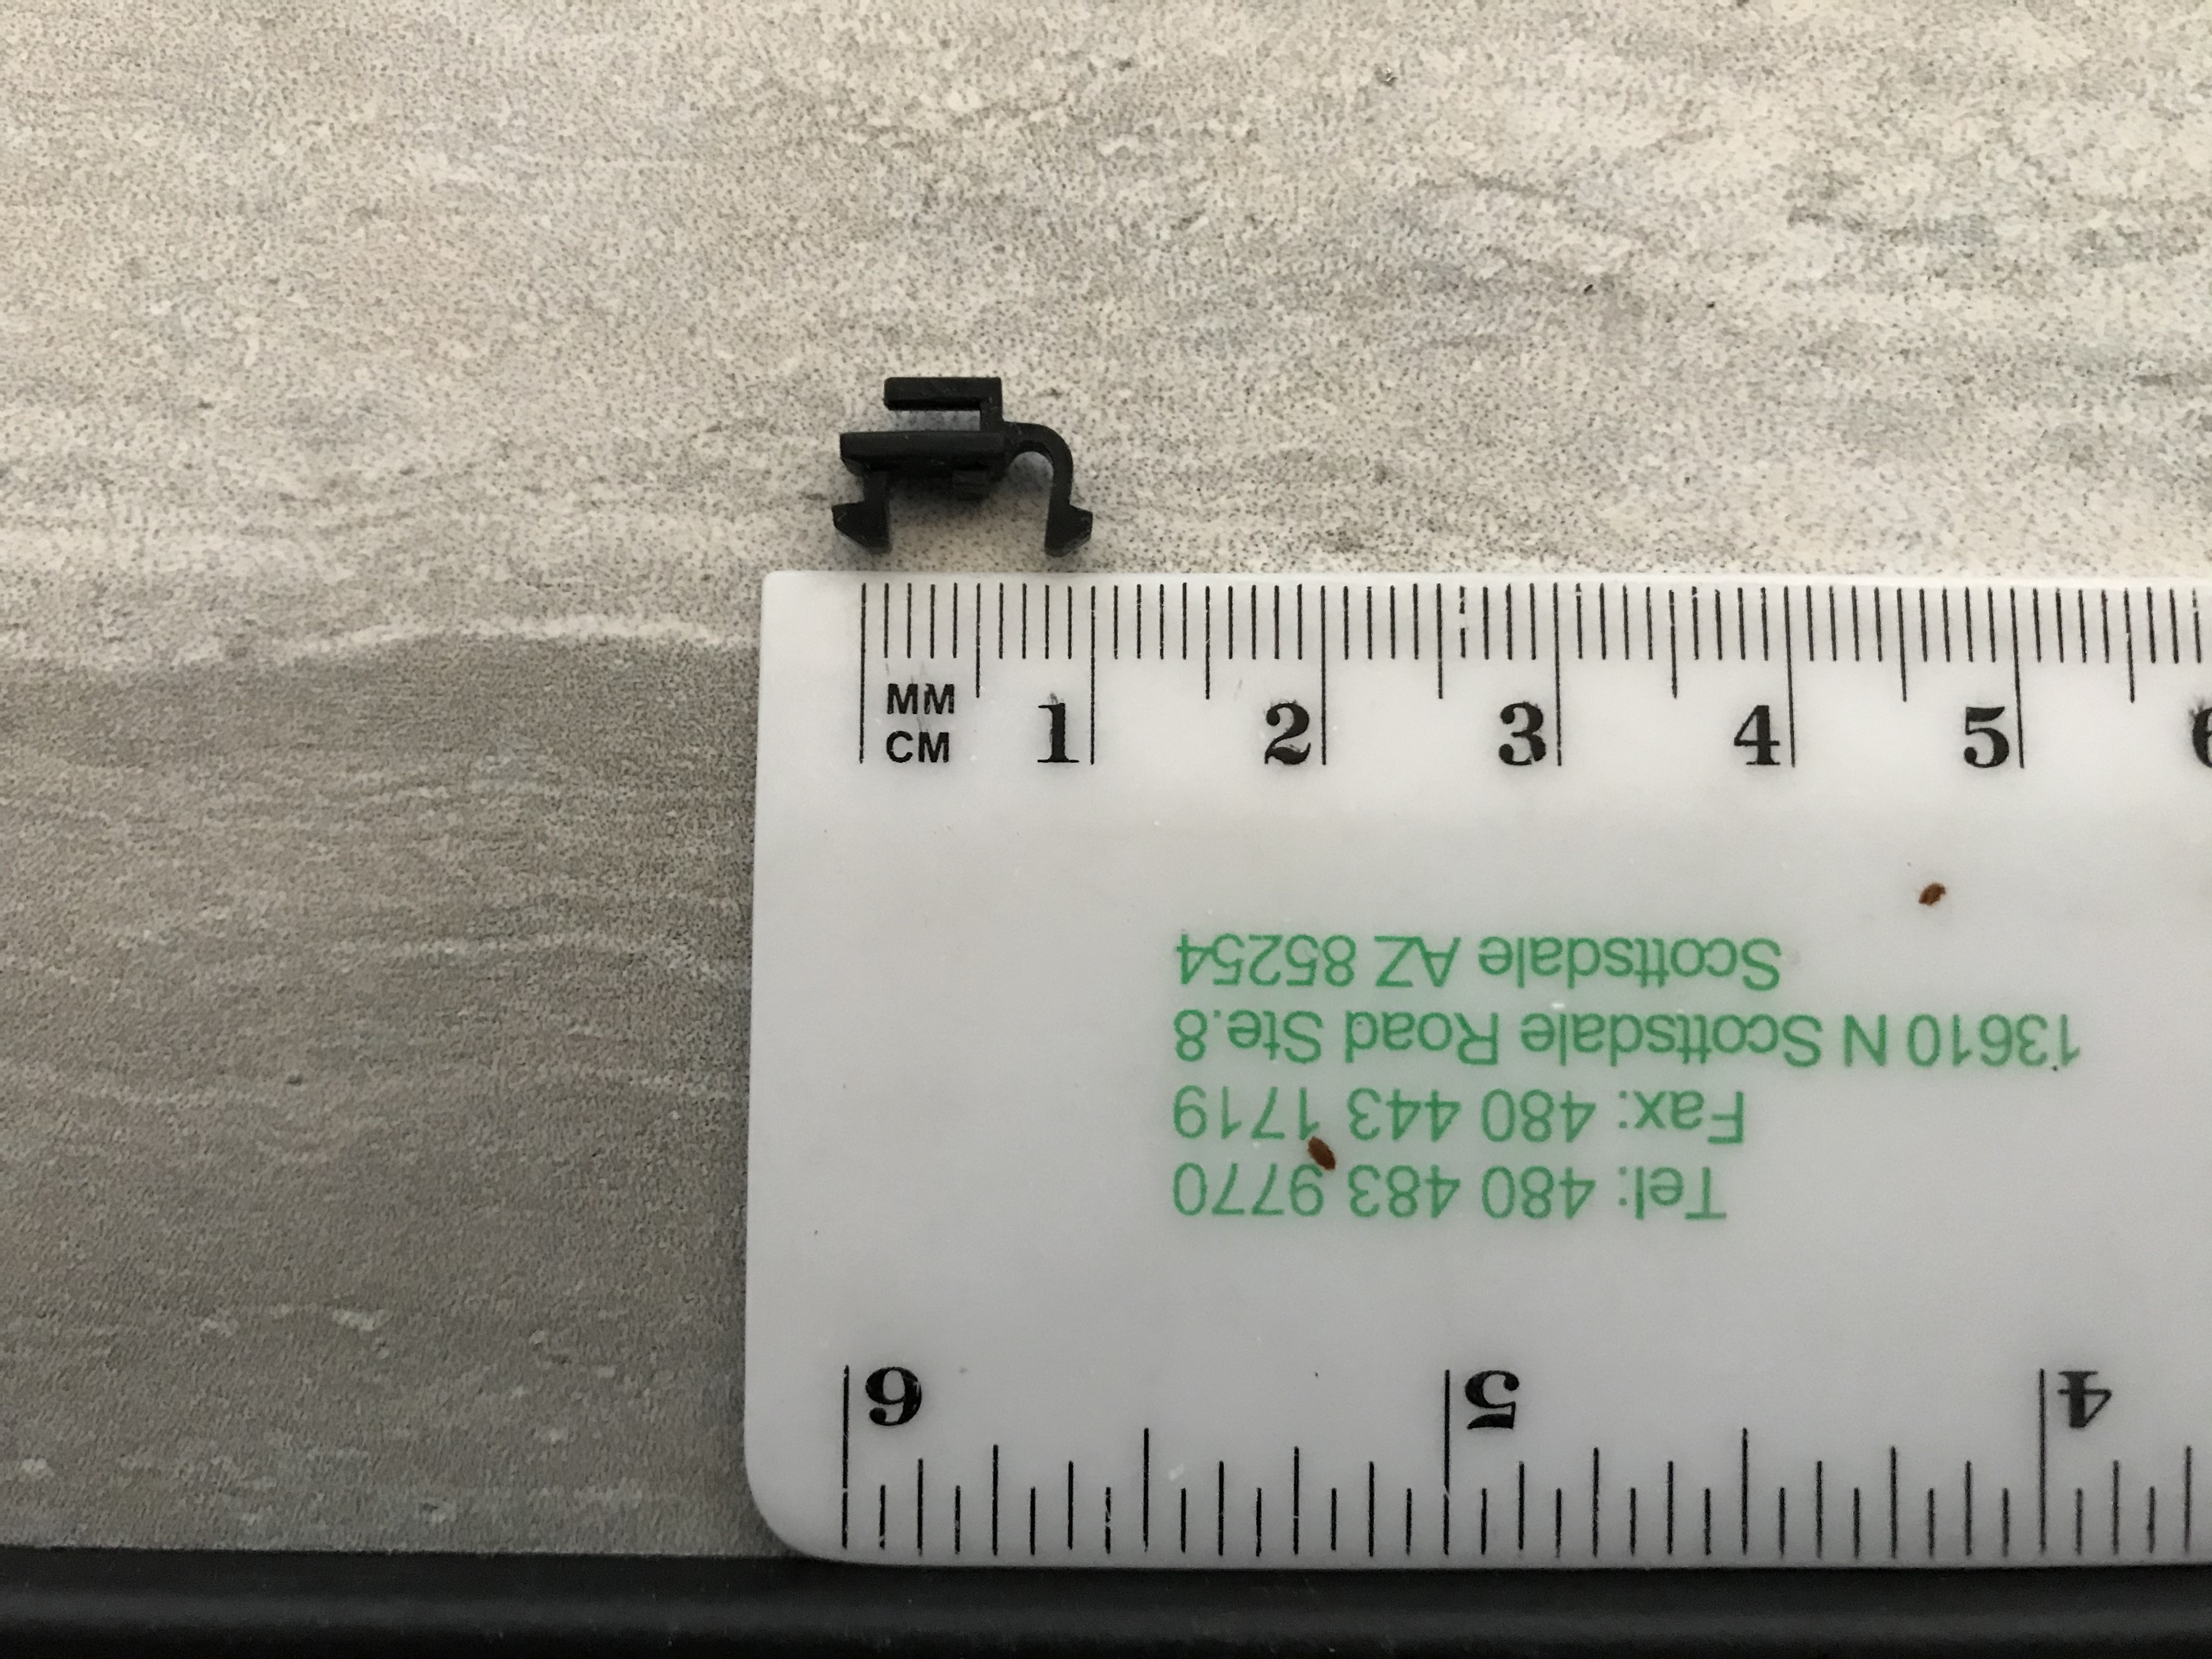 MM
CM
1 2 3 4 5 6
Tel: 480 483 9770
Fax: 480 443 1719
13610 N Scottsdale Road Ste.8
Scottsdale AZ 85254
4 5 6